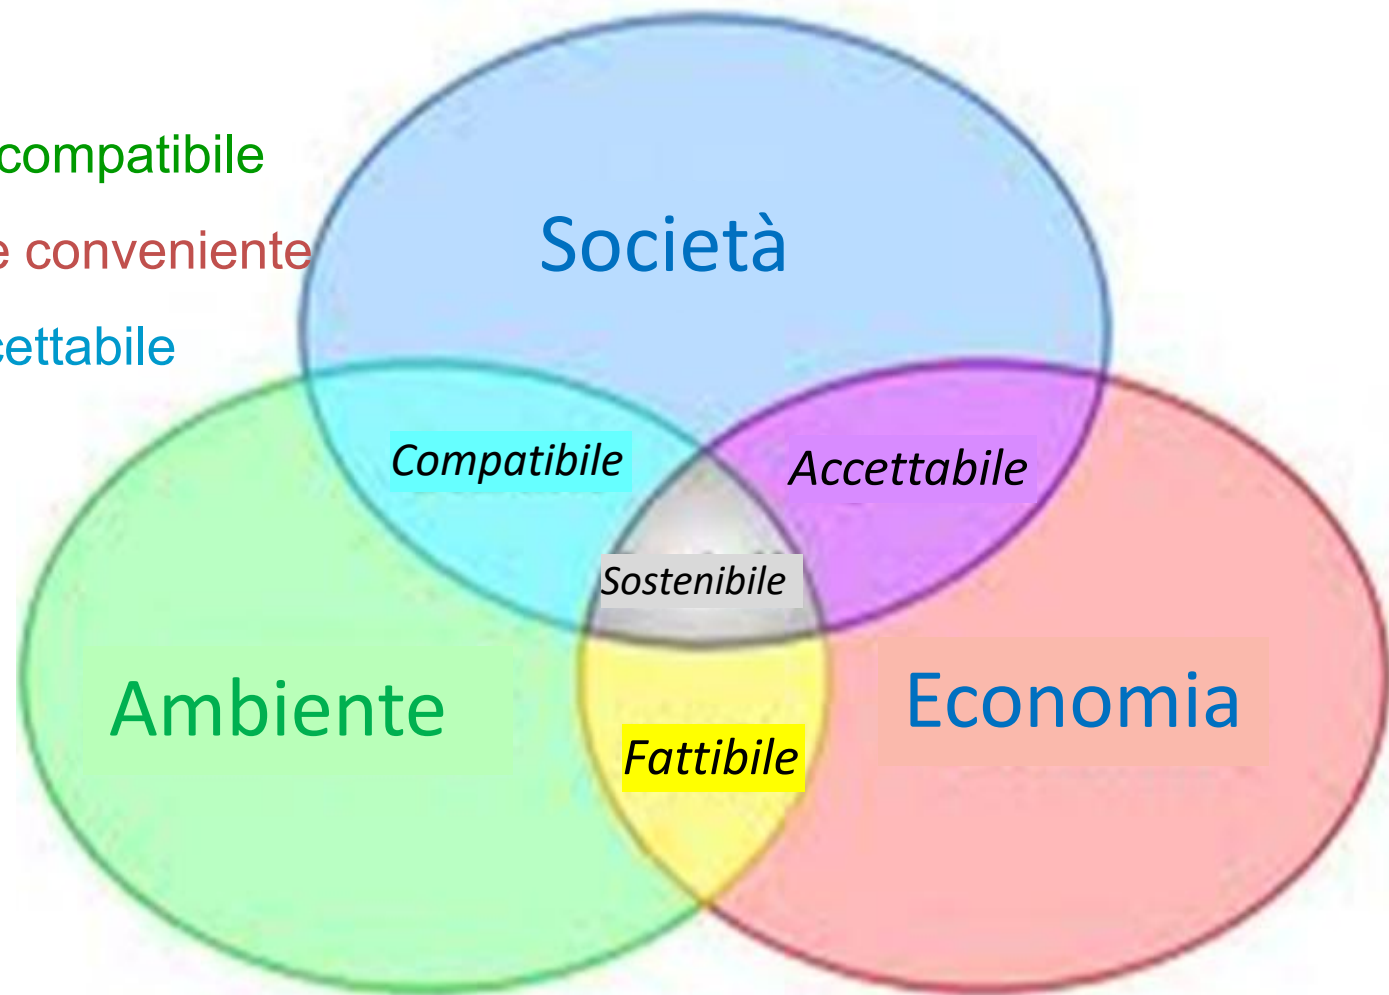 compatibile
e conveniente
cettabile
Società
Compatibile
Accettabile
Sostenibile
Ambiente
Economia
Fattibile